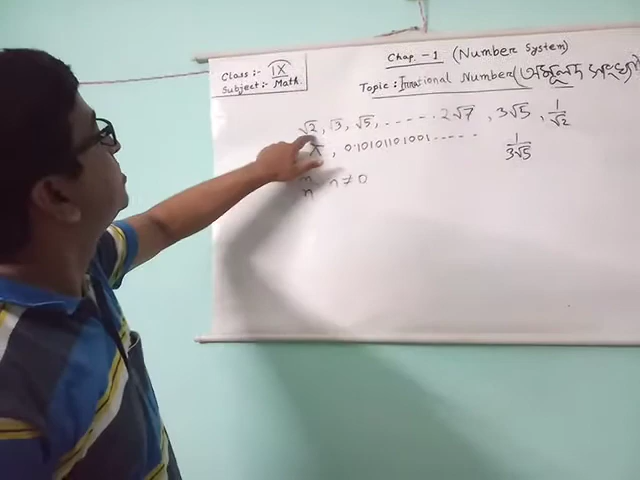 Class :- IX
Subject:- Math.
Chap. - 1 (Number System)
Topic : Irrational Number (অমূলদ সংখ্যা)
√2, √3, √5, ...... 2√7, 3√5, 1/√2
π, 0.10101101001..... 1/3√5
m/n n ≠ 0